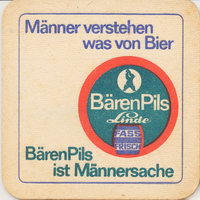 Männer verstehen
was von Bier
BärenPils
Linde
FASS
FRISCH
BärenPils
ist Männersache